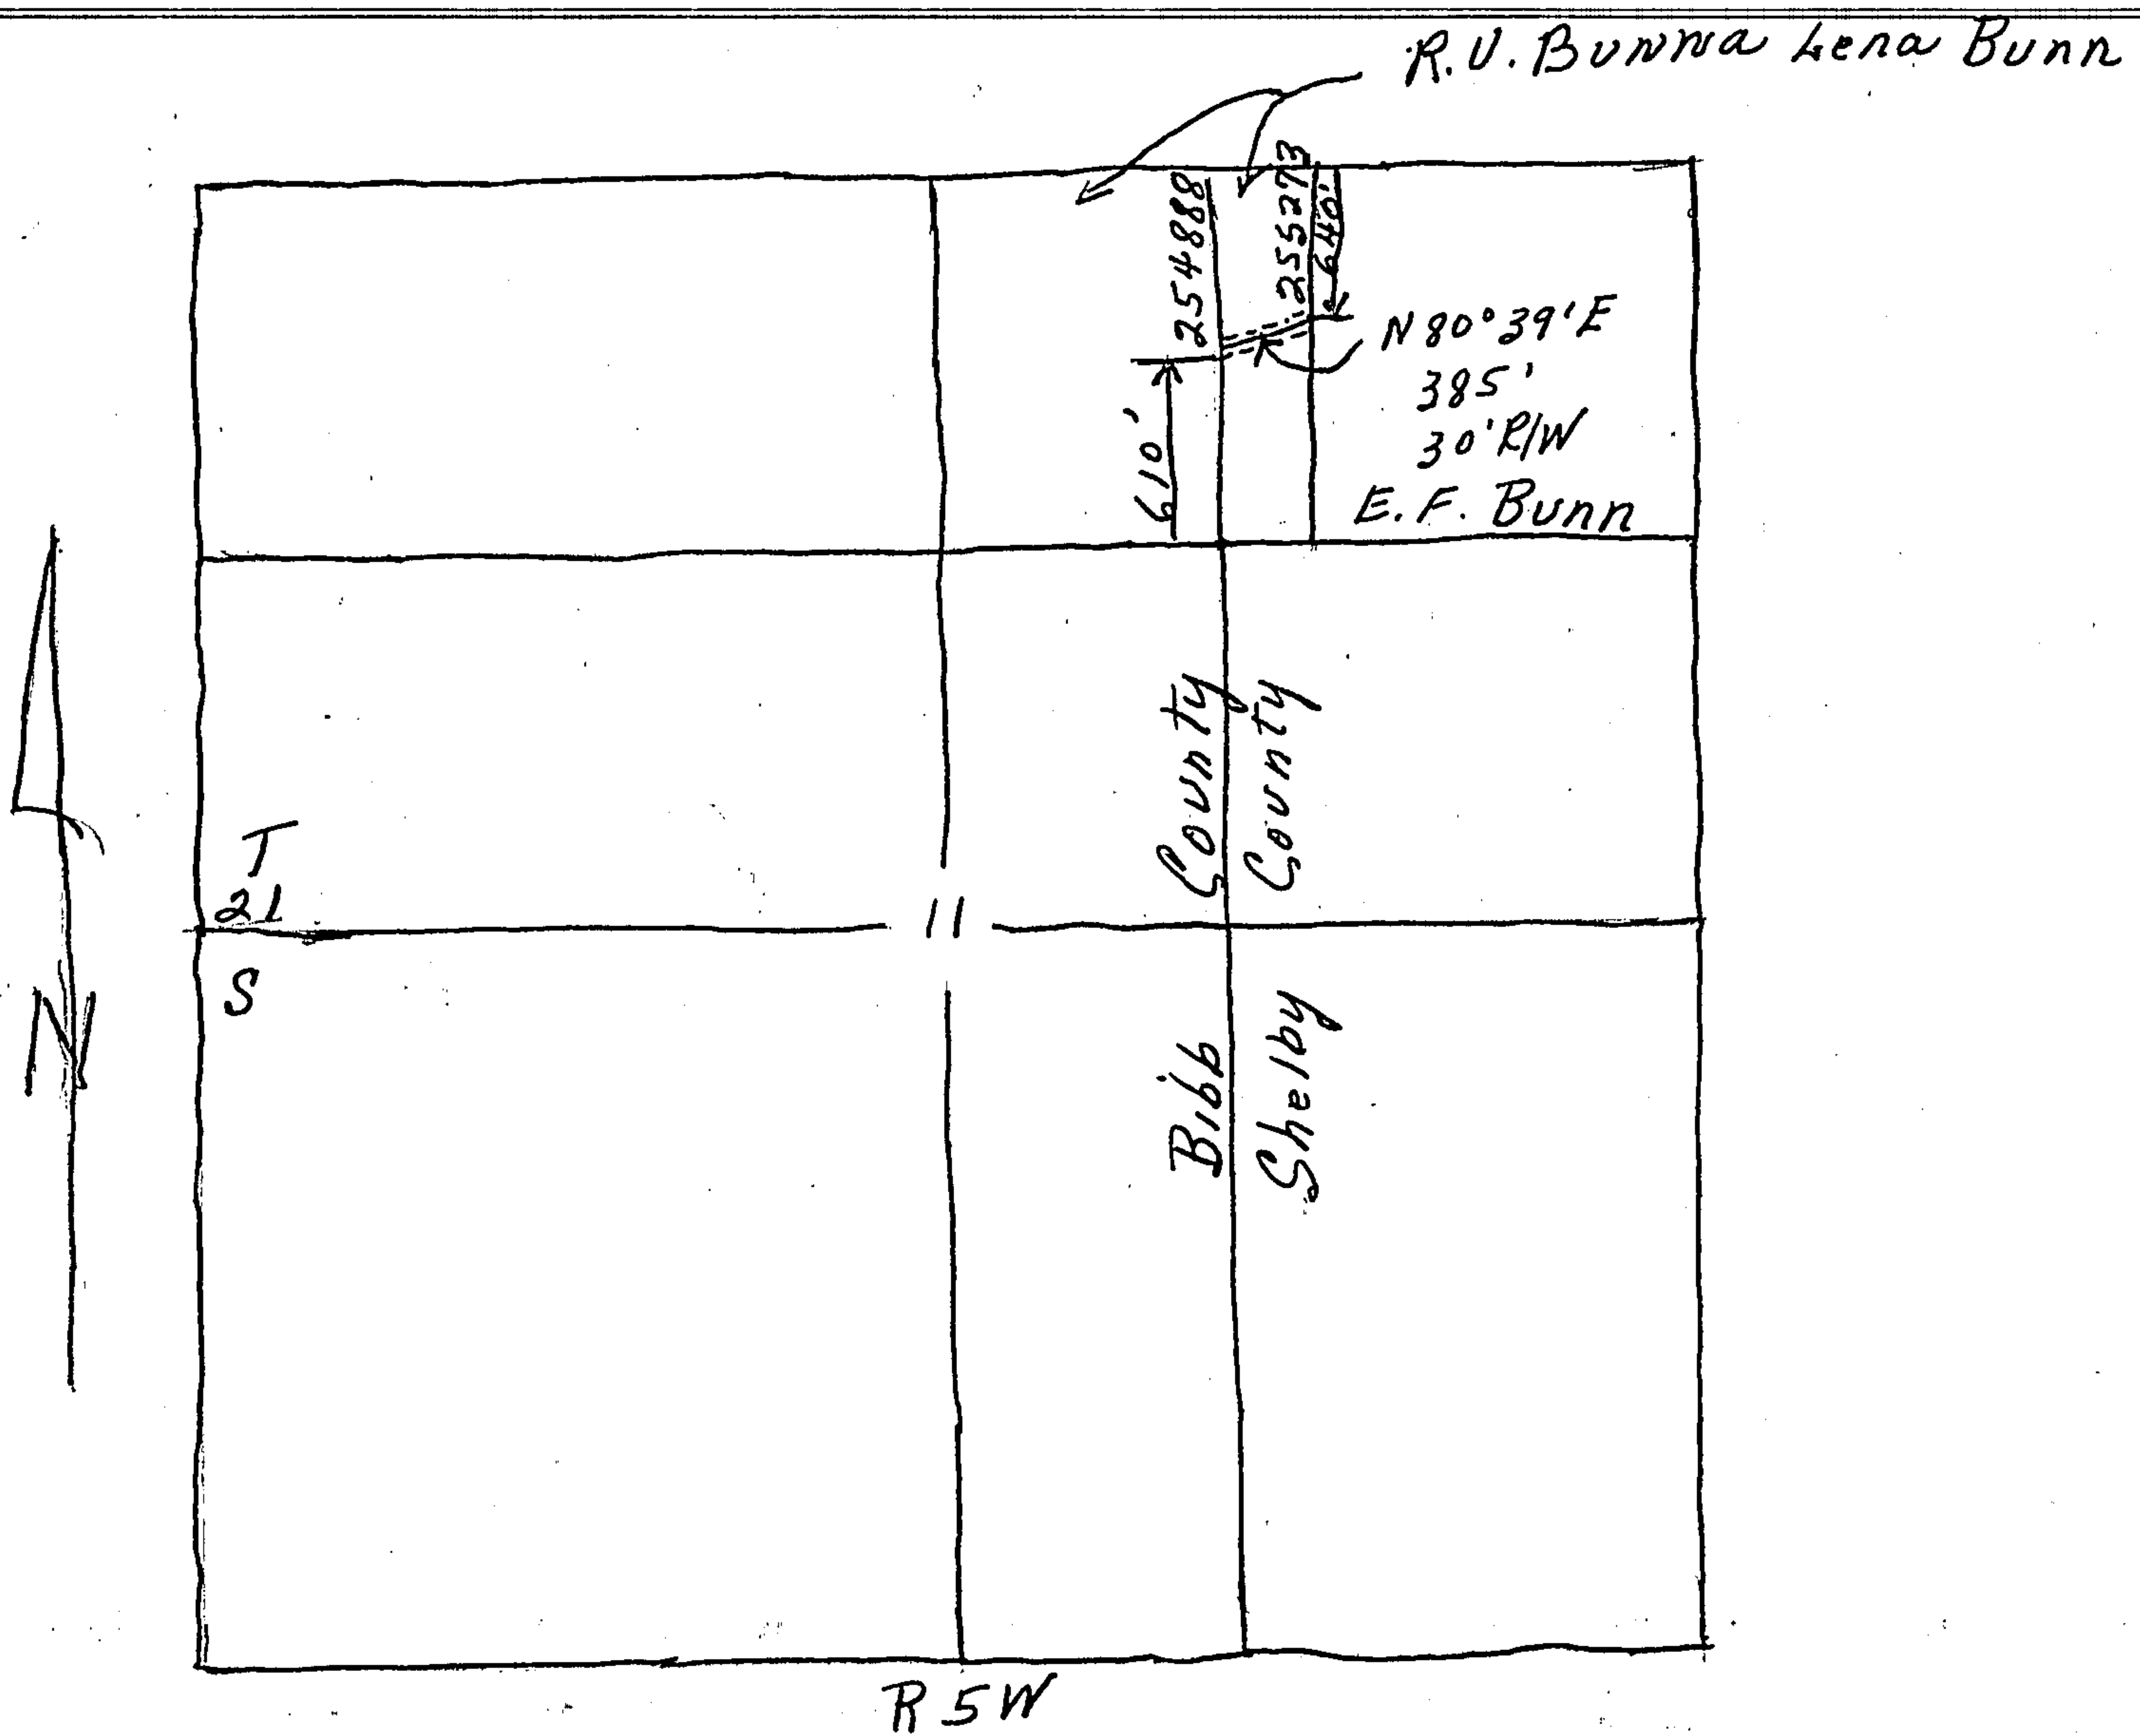 R.V. Bunn a Lena Bunn
254888
255273
640'
N 80° 39' E
385'
30' R/W
E. F. Bunn
610'
Bibb County
Shelby County
T
21
S
11
N
R 5 W